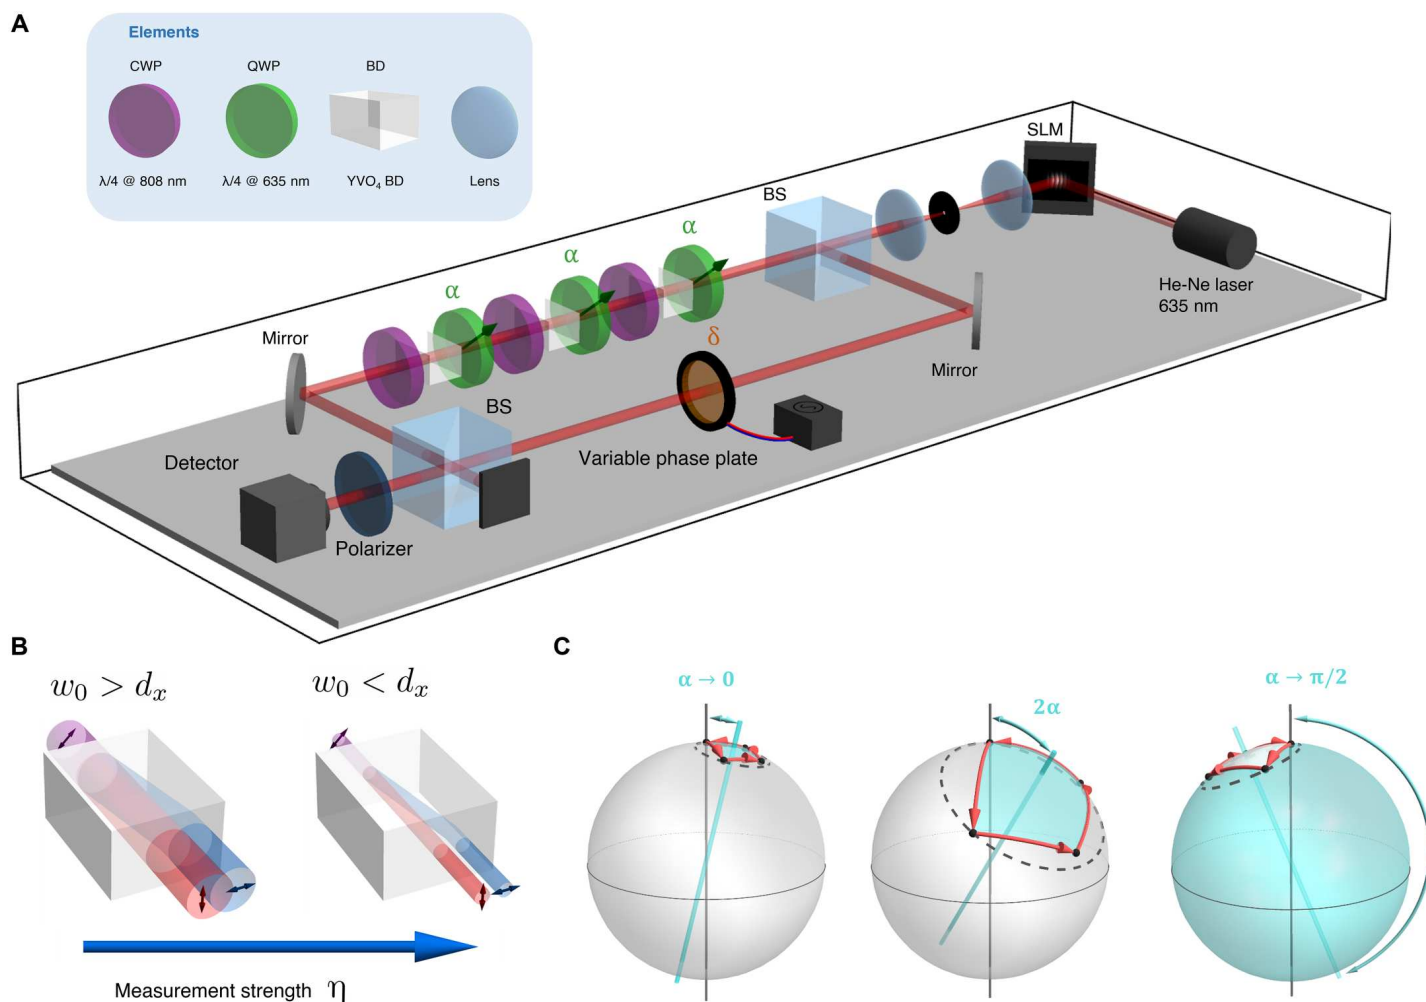 A
Elements
CWP QWP BD
λ/4 @ 808 nm λ/4 @ 635 nm YVO₄ BD Lens
SLM
BS
He-Ne laser
635 nm
α
α
α
Mirror
δ
Mirror
BS
Variable phase plate
Detector
Polarizer
B
w₀ > dₓ w₀ < dₓ
Measurement strength η
C
α → 0
2α
α → π/2